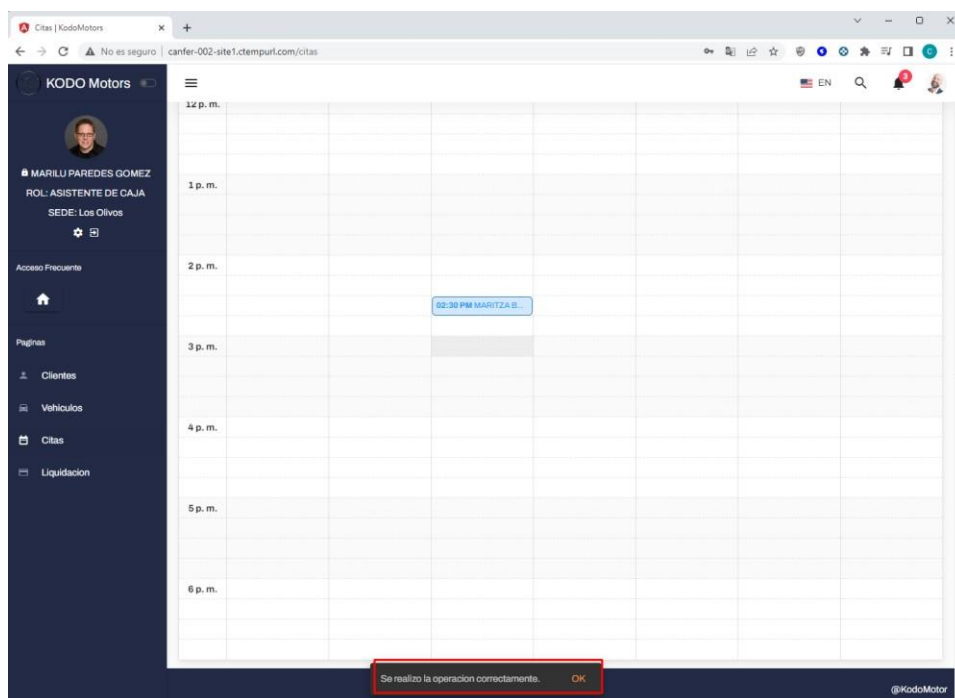 Citas | KodoMotors
No es seguro | canfer-002-site1.ctempurl.com/citas
C
KODO Motors
EN
3
MARILU PAREDES GOMEZ
ROL: ASISTENTE DE CAJA
SEDE: Los Olivos
Acceso Frecuente
Paginas
Clientes
Vehiculos
Citas
Liquidacion
12 p. m.
1 p. m.
2 p. m.
02:30 PM MARITZA B...
3 p. m.
4 p. m.
5 p. m.
6 p. m.
Se realizo la operacion correctamente. OK
@KodoMotor